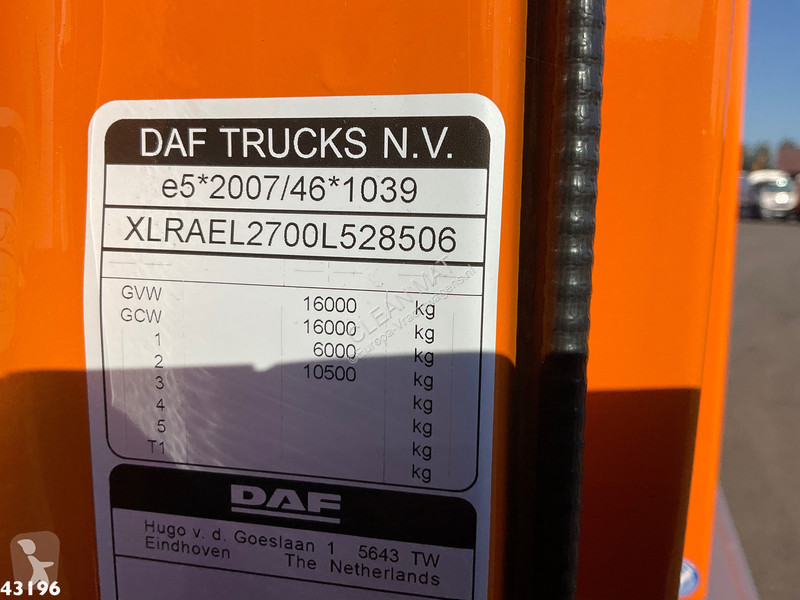 DAF TRUCKS N.V.
e5*2007/46*1039
XLRAEL2700L528506
GVW 16000 kg
GCW 16000 kg
1 6000 kg
2 10500 kg
3 kg
4 kg
5 kg
T1 kg
DAF
Hugo v. d. Goeslaan 1 5643 TW
Eindhoven The Netherlands
CLEANMAT
43196